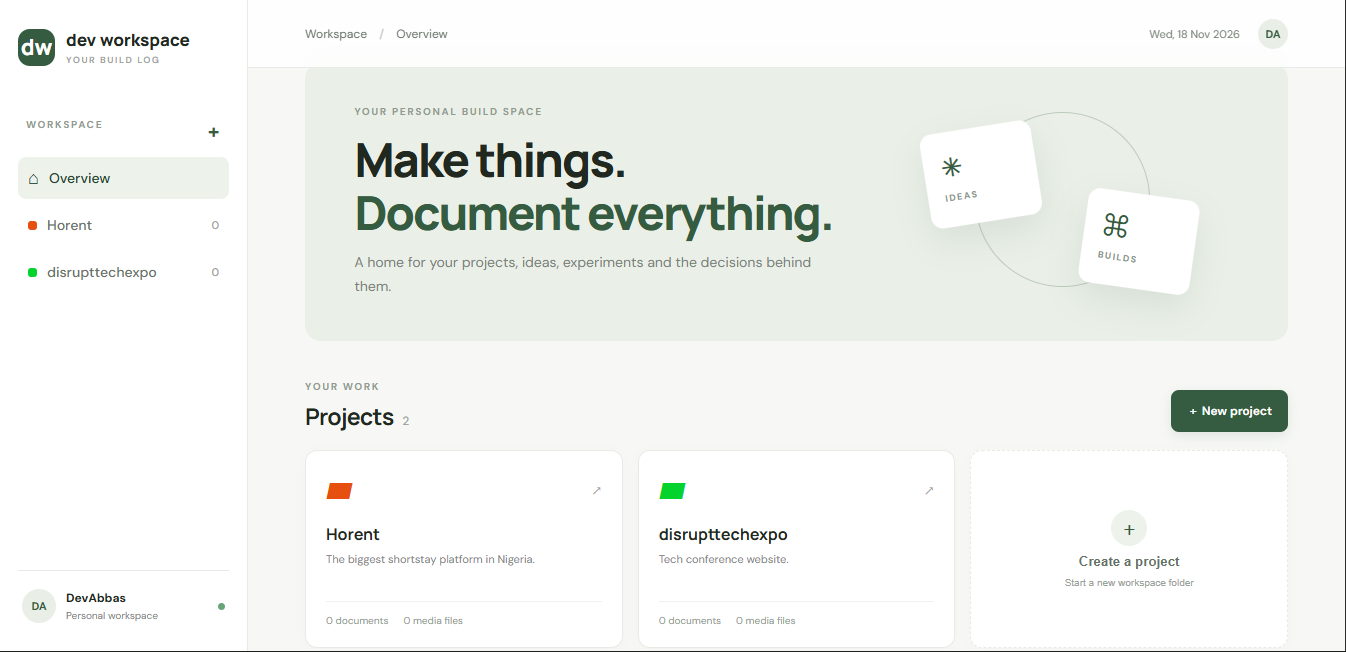 dw
dev workspace
YOUR BUILD LOG
WORKSPACE
+
Overview
Horent 0
disrupttechexpo 0
DA
DevAbbas
Personal workspace
Workspace / Overview
Wed, 18 Nov 2026
DA
YOUR PERSONAL BUILD SPACE
Make things.
Document everything.
A home for your projects, ideas, experiments and the decisions behind
them.
IDEAS
BUILDS
YOUR WORK
Projects 2
+ New project
Horent
The biggest shortstay platform in Nigeria.
0 documents 0 media files
disrupttechexpo
Tech conference website.
0 documents 0 media files
+
Create a project
Start a new workspace folder